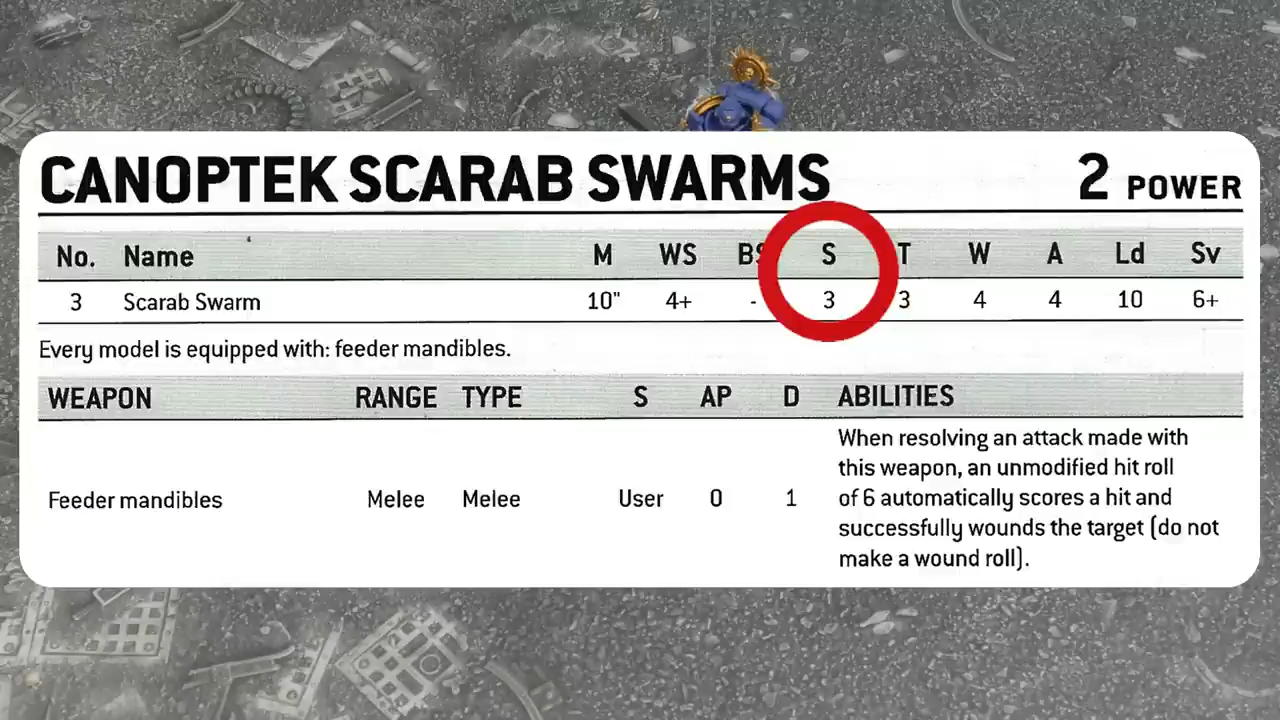 CANOPTEK SCARAB SWARMS 2 POWER
No. Name M WS BS S T W A Ld Sv
3 Scarab Swarm 10" 4+ - 3 3 4 4 10 6+
Every model is equipped with: feeder mandibles.
WEAPON RANGE TYPE S AP D ABILITIES
When resolving an attack made with
this weapon, an unmodified hit roll
Feeder mandibles Melee Melee User 0 1 of 6 automatically scores a hit and
successfully wounds the target (do not
make a wound roll).